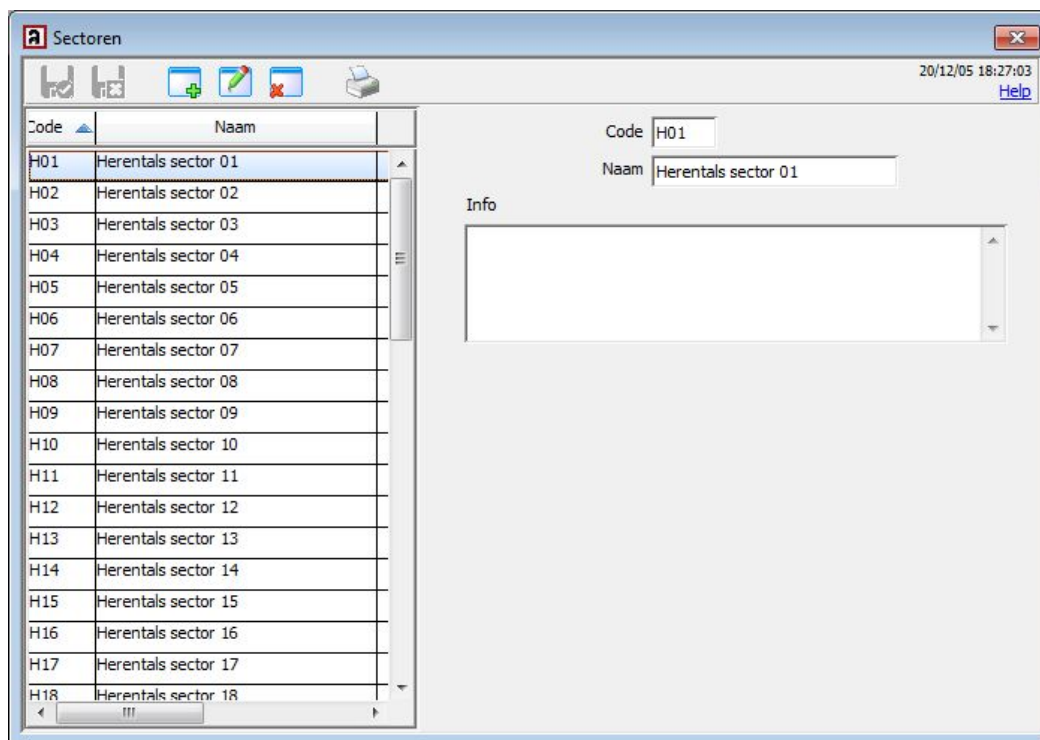 a Sectoren
20/12/05 18:27:03
Help
Code Naam
H01 Herentals sector 01
H02 Herentals sector 02
H03 Herentals sector 03
H04 Herentals sector 04
H05 Herentals sector 05
H06 Herentals sector 06
H07 Herentals sector 07
H08 Herentals sector 08
H09 Herentals sector 09
H10 Herentals sector 10
H11 Herentals sector 11
H12 Herentals sector 12
H13 Herentals sector 13
H14 Herentals sector 14
H15 Herentals sector 15
H16 Herentals sector 16
H17 Herentals sector 17
H18 Herentals sector 18
Code H01
Naam Herentals sector 01
Info